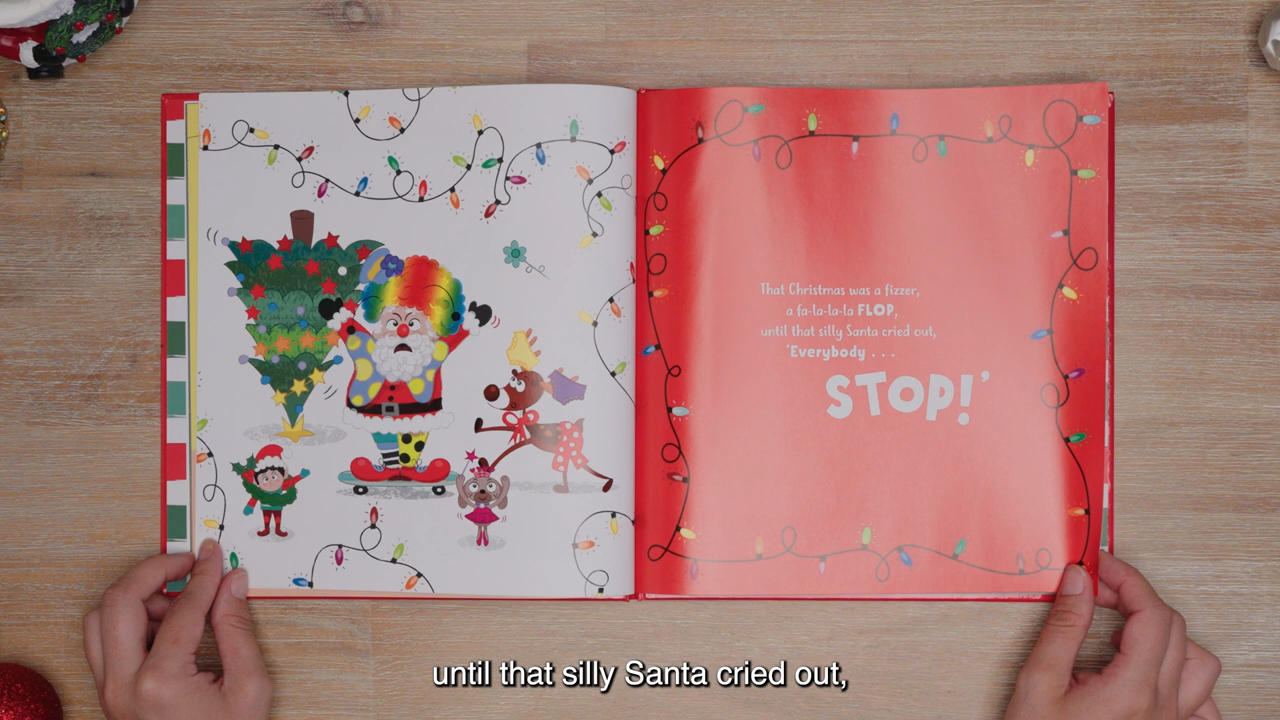 That Christmas was a fizzer,
a fa-la-la-la FLOP,
until that silly Santa cried out,
'Everybody . . .
STOP!'
until that silly Santa cried out,